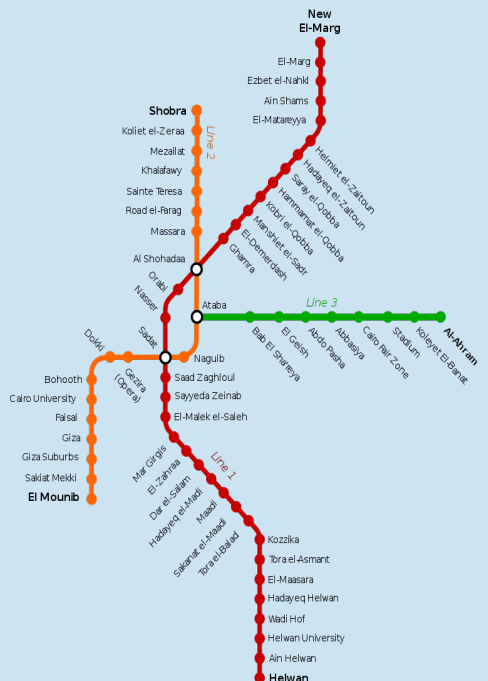 New
El-Marg
El-Marg
Ezbet el-Nahkl
Ain Shams
El-Matareyya
Helmiet el-Zaitoun
Hadayeq el-Zaitoun
Saray el-Qobba
Hammamat el-Qobba
Kobri el-Qobba
Manshiet el-Sadr
El-Demerdash
Ghamra
Shobra
Line 2
Koliet el-Zeraa
Mezallat
Khalafawy
Sainte Teresa
Road el-Farag
Massara
Al Shohadaa
Orabi
Nasser
Ataba
Line 3
Bab El Sha'reya
El Geish
Abdo Pasha
Abbasiya
Cairo Fair Zone
Stadium
Koleyet El-Banat
Al-Ahram
Sadat
Naguib
Dokki
Gezira
(Opera)
Bohooth
Cairo University
Faisal
Giza
Giza Suburbs
Sakiat Mekki
El Mounib
Saad Zaghloul
Sayyeda Zeinab
El-Malek el-Saleh
Line 1
Mar Girgis
El-Zahraa
Dar el-Salam
Hadayeq el-Madi
Maadi
Sakanat el-Maadi
Tora el-Balad
Kozzika
Tora el-Asmant
El-Maasara
Hadayeq Helwan
Wadi Hof
Helwan University
Ain Helwan
Helwan